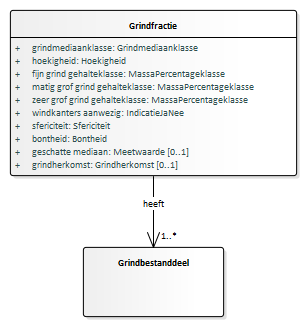 Grindfractie
+ grindmediaanklasse: Grindmediaanklasse
+ hoekigheid: Hoekigheid
+ fijn grind gehalteklasse: MassaPercentageklasse
+ matig grof grind gehalteklasse: MassaPercentageklasse
+ zeer grof grind gehalteklasse: MassaPercentageklasse
+ windkanters aanwezig: IndicatieJaNee
+ sfericiteit: Sfericiteit
+ bontheid: Bontheid
+ geschatte mediaan: Meetwaarde [0..1]
+ grindherkomst: Grindherkomst [0..1]
heeft
1..*
Grindbestanddeel